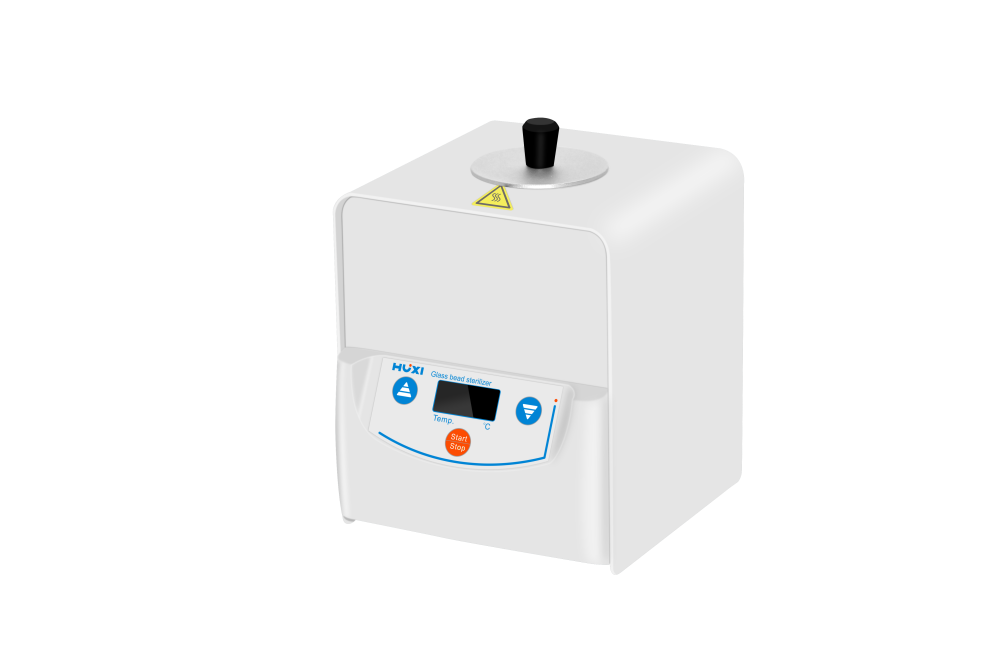 HUXI
Glass bead sterilizer
Temp.
°C
Start
Stop